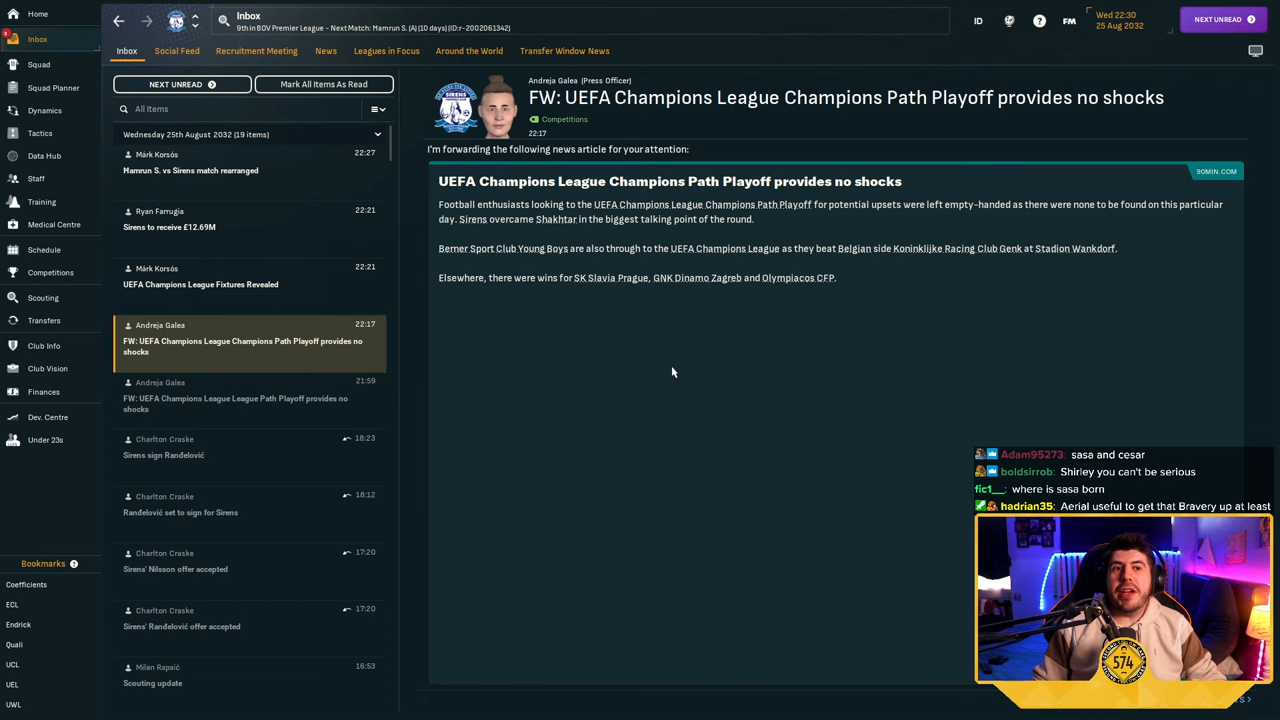 Home
Inbox
9th in BOV Premier League - Next Match: Hamrun S. (A) (10 days) (ID:r-2002061342)
ID
FM
Wed 22:30
25 Aug 2032
NEXT UNREAD
3
Inbox
Squad
Squad Planner
Dynamics
Tactics
Data Hub
Staff
Training
Medical Centre
Schedule
Competitions
Scouting
Transfers
Club Info
Club Vision
Finances
Dev. Centre
Under 23s
Bookmarks
Coefficients
ECL
Endrick
Quali
UCL
UEL
UWL
Inbox
Social Feed
Recruitment Meeting
News
Leagues in Focus
Around the World
Transfer Window News
NEXT UNREAD
Mark All Items As Read
All Items
Wednesday 25th August 2032 (19 items)
Márk Korsós 22:27
Hamrun S. vs Sirens match rearranged
Ryan Farrugia 22:21
Sirens to receive £12.69M
Márk Korsós 22:21
UEFA Champions League Fixtures Revealed
Andreja Galea 22:17
FW: UEFA Champions League Champions Path Playoff provides no
shocks
Andreja Galea 21:59
FW: UEFA Champions League League Path Playoff provides no
shocks
Charlton Craske 18:23
Sirens sign Ranđelović
Charlton Craske 18:12
Ranđelović set to sign for Sirens
Charlton Craske 17:20
Sirens' Nilsson offer accepted
Charlton Craske 17:20
Sirens' Ranđelović offer accepted
Milan Rapaić 16:53
Scouting update
Andreja Galea (Press Officer)
FW: UEFA Champions League Champions Path Playoff provides no shocks
Competitions
22:17
I'm forwarding the following news article for your attention:
90MIN.COM
UEFA Champions League Champions Path Playoff provides no shocks
Football enthusiasts looking to the UEFA Champions League Champions Path Playoff for potential upsets were left empty-handed as there were none to be found on this particular
day. Sirens overcame Shakhtar in the biggest talking point of the round.
Berner Sport Club Young Boys are also through to the UEFA Champions League as they beat Belgian side Koninklijke Racing Club Genk at Stadion Wankdorf.
Elsewhere, there were wins for SK Slavia Prague, GNK Dinamo Zagreb and Olympiacos CFP.
Adam95273: sasa and cesar
boldsirrob: Shirley you can't be serious
fic1__: where is sasa born
hadrian35: Aerial useful to get that Bravery up at least
574